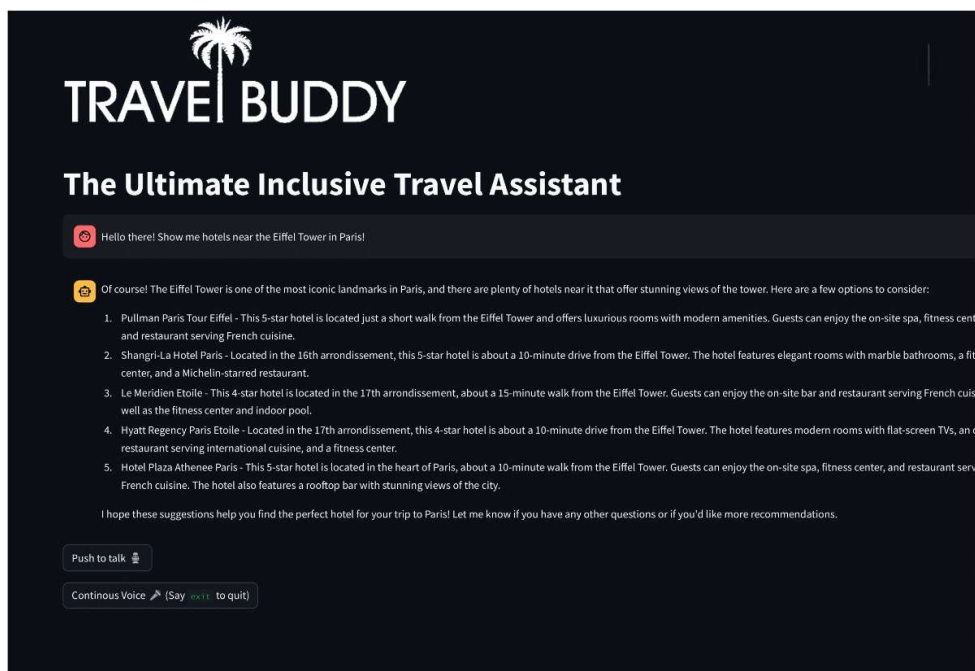 TRAVEL BUDDY
The Ultimate Inclusive Travel Assistant
Hello there! Show me hotels near the Eiffel Tower in Paris!
Of course! The Eiffel Tower is one of the most iconic landmarks in Paris, and there are plenty of hotels near it that offer stunning views of the tower. Here are a few options to consider:
1. Pullman Paris Tour Eiffel - This 5-star hotel is located just a short walk from the Eiffel Tower and offers luxurious rooms with modern amenities. Guests can enjoy the on-site spa, fitness cent
and restaurant serving French cuisine.
2. Shangri-La Hotel Paris - Located in the 16th arrondissement, this 5-star hotel is about a 10-minute drive from the Eiffel Tower. The hotel features elegant rooms with marble bathrooms, a fit
center, and a Michelin-starred restaurant.
3. Le Meridien Etoile - This 4-star hotel is located in the 17th arrondissement, about a 15-minute walk from the Eiffel Tower. Guests can enjoy the on-site bar and restaurant serving French cuis
well as the fitness center and indoor pool.
4. Hyatt Regency Paris Etoile - Located in the 17th arrondissement, this 4-star hotel is about a 10-minute drive from the Eiffel Tower. The hotel features modern rooms with flat-screen TVs, an
restaurant serving international cuisine, and a fitness center.
5. Hotel Plaza Athenee Paris - This 5-star hotel is located in the heart of Paris, about a 10-minute walk from the Eiffel Tower. Guests can enjoy the on-site spa, fitness center, and restaurant serv
French cuisine. The hotel also features a rooftop bar with stunning views of the city.
I hope these suggestions help you find the perfect hotel for your trip to Paris! Let me know if you have any other questions or if you'd like more recommendations.
Push to talk
Continous Voice (Say exit to quit)